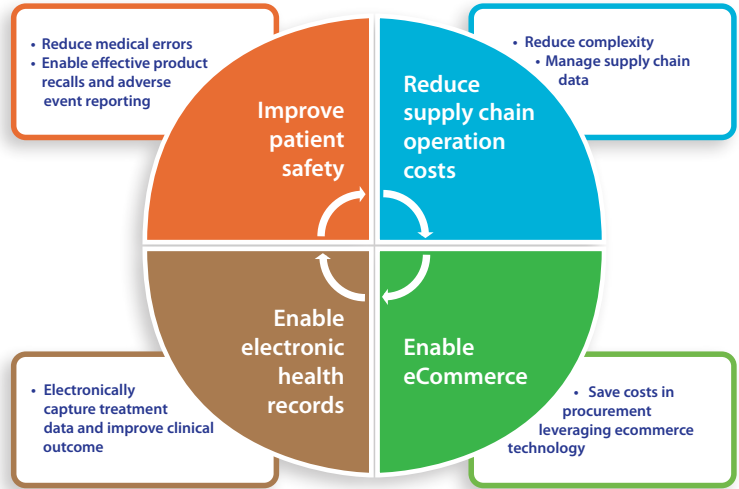 • Reduce medical errors
• Enable effective product
recalls and adverse
event reporting
• Reduce complexity
• Manage supply chain
data
Improve
patient
safety
Reduce
supply chain
operation
costs
Enable
electronic
health
records
Enable
eCommerce
• Electronically
capture treatment
data and improve clinical
outcome
• Save costs in
procurement
leveraging ecommerce
technology